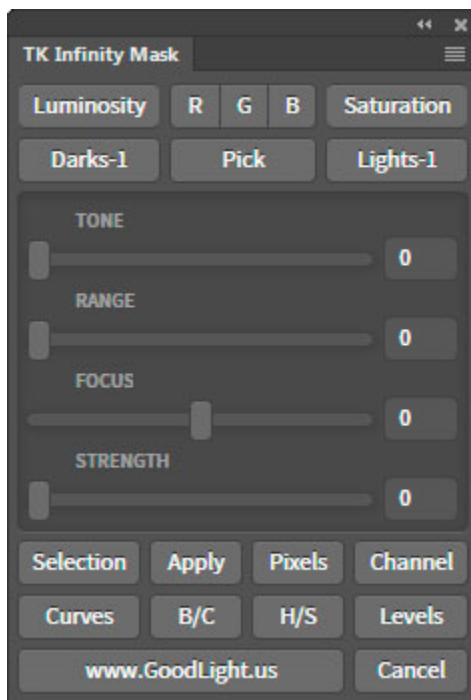 TK Infinity Mask
Luminosity R G B Saturation
Darks-1 Pick Lights-1
TONE
0
RANGE
0
FOCUS
0
STRENGTH
0
Selection Apply Pixels Channel
Curves B/C H/S Levels
www.GoodLight.us Cancel